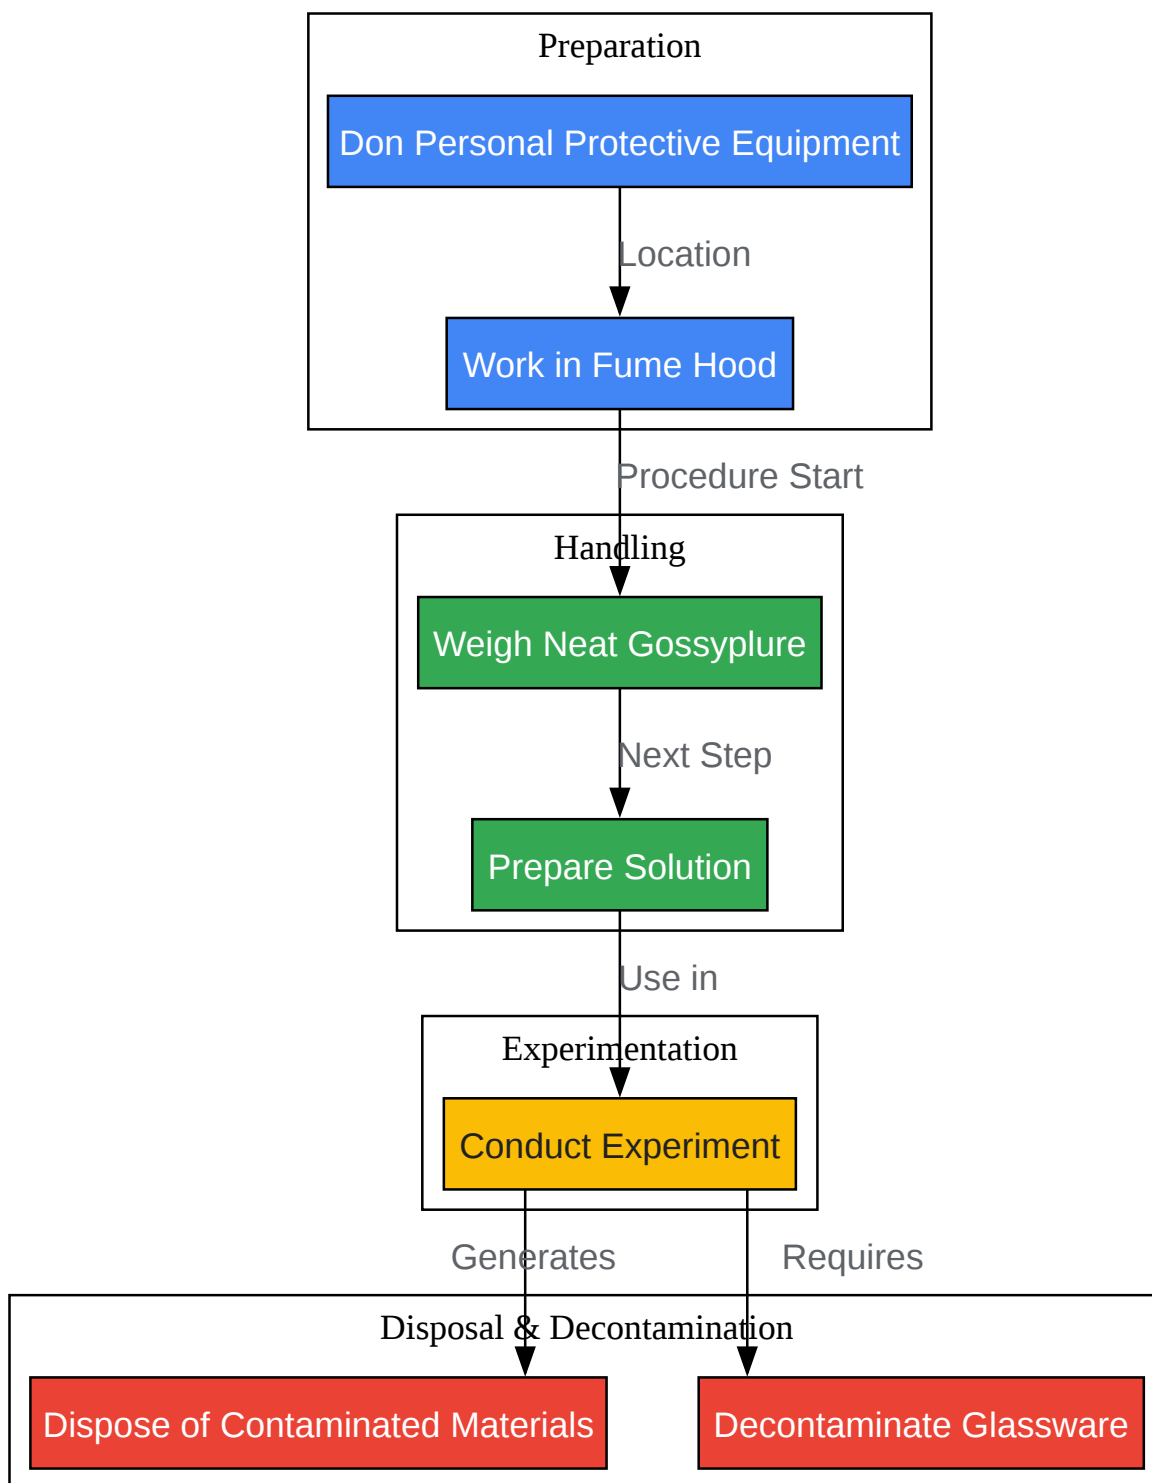 Preparation
Don Personal Protective Equipment
Location
Work in Fume Hood
Procedure Start
Handling
Weigh Neat Gossyplure
Next Step
Prepare Solution
Use in
Experimentation
Conduct Experiment
Generates
Requires
Disposal & Decontamination
Dispose of Contaminated Materials
Decontaminate Glassware